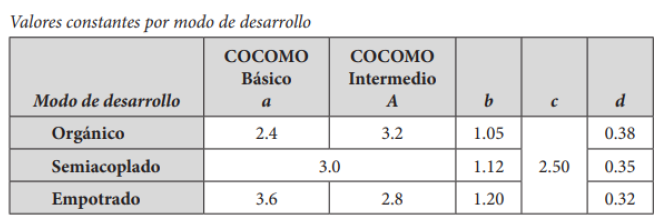 Valores constantes por modo de desarrollo
Modo de desarrollo COCOMO Básico a COCOMO Intermedio A b c d
Orgánico 2.4 3.2 1.05 2.50 0.38
Semiacoplado 3.0 1.12 0.35
Empotrado 3.6 2.8 1.20 0.32